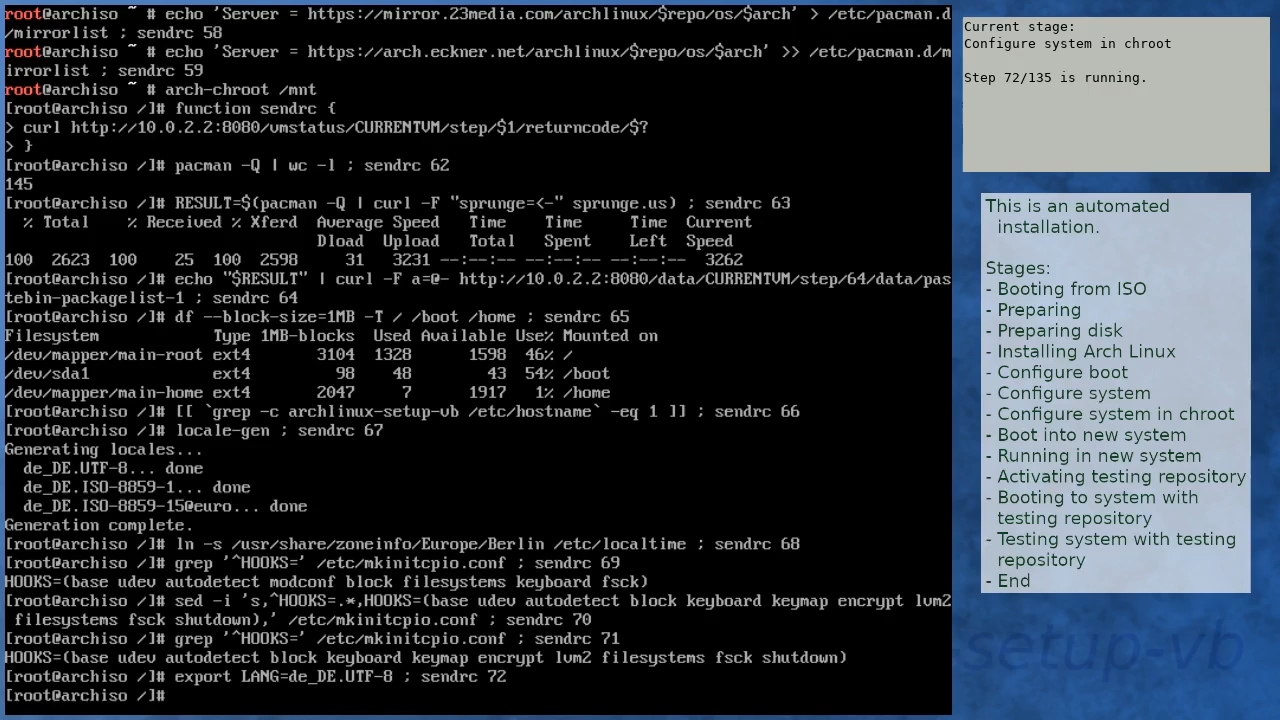 root@archiso ~ # echo 'Server = https://mirror.23media.com/archlinux/$repo/os/$arch' > /etc/pacman.d
/mirrorlist ; sendrc 58
root@archiso ~ # echo 'Server = https://arch.eckner.net/archlinux/$repo/os/$arch' >> /etc/pacman.d/m
irrorlist ; sendrc 59
root@archiso ~ # arch-chroot /mnt
[root@archiso /]# function sendrc {
> curl http://10.0.2.2:8080/vmstatus/CURRENTVM/step/$1/returncode/$?
> }
[root@archiso /]# pacman -Q | wc -l ; sendrc 62
145
[root@archiso /]# RESULT=$(pacman -Q | curl -F "sprunge=<-" sprunge.us) ; sendrc 63
  % Total    % Received % Xferd  Average Speed   Time    Time     Time  Current
                                 Dload  Upload   Total   Spent    Left  Speed
100  2623  100    25  100  2598     31   3231 --:--:-- --:--:-- --:--:--  3262
[root@archiso /]# echo "$RESULT" | curl -F a=@- http://10.0.2.2:8080/data/CURRENTVM/step/64/data/pas
tebin-packagelist-1 ; sendrc 64
[root@archiso /]# df --block-size=1MB -T / /boot /home ; sendrc 65
Filesystem            Type 1MB-blocks  Used Available Use% Mounted on
/dev/mapper/main-root ext4       3104  1328      1598  46% /
/dev/sda1             ext4         98    48        43  54% /boot
/dev/mapper/main-home ext4       2047     7      1917   1% /home
[root@archiso /]# [[ `grep -c archlinux-setup-vb /etc/hostname` -eq 1 ]] ; sendrc 66
[root@archiso /]# locale-gen ; sendrc 67
Generating locales...
  de_DE.UTF-8... done
  de_DE.ISO-8859-1... done
  de_DE.ISO-8859-15@euro... done
Generation complete.
[root@archiso /]# ln -s /usr/share/zoneinfo/Europe/Berlin /etc/localtime ; sendrc 68
[root@archiso /]# grep '^HOOKS=' /etc/mkinitcpio.conf ; sendrc 69
HOOKS=(base udev autodetect modconf block filesystems keyboard fsck)
[root@archiso /]# sed -i 's,^HOOKS=.*,HOOKS=(base udev autodetect block keyboard keymap encrypt lvm2
 filesystems fsck shutdown),' /etc/mkinitcpio.conf ; sendrc 70
[root@archiso /]# grep '^HOOKS=' /etc/mkinitcpio.conf ; sendrc 71
HOOKS=(base udev autodetect block keyboard keymap encrypt lvm2 filesystems fsck shutdown)
[root@archiso /]# export LANG=de_DE.UTF-8 ; sendrc 72
[root@archiso /]#
Current stage:
Configure system in chroot
Step 72/135 is running.
This is an automated
installation.
Stages:
- Booting from ISO
- Preparing
- Preparing disk
- Installing Arch Linux
- Configure boot
- Configure system
- Configure system in chroot
- Boot into new system
- Running in new system
- Activating testing repository
- Booting to system with
testing repository
- Testing system with testing
repository
- End
setup-vb